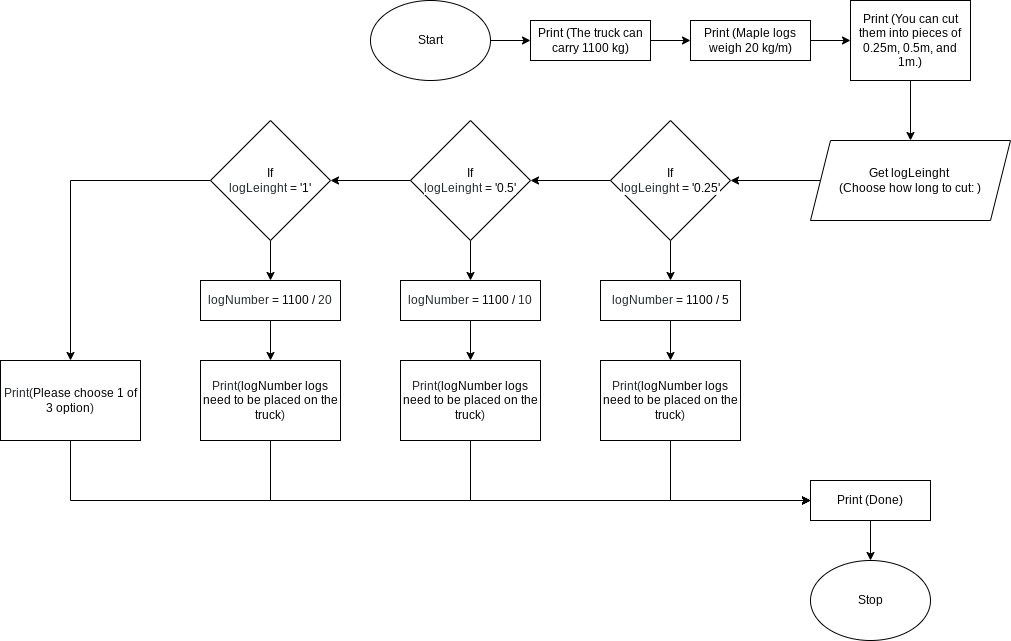 Start
Print (The truck can
carry 1100 kg)
Print (Maple logs
weigh 20 kg/m)
Print (You can cut
them into pieces of
0.25m, 0.5m, and
1m.)
Get logLeinght
(Choose how long to cut: )
If
logLeinght = '0.25'
If
logLeinght = '0.5'
If
logLeinght = '1'
logNumber = 1100 / 20
logNumber = 1100 / 10
logNumber = 1100 / 5
Print(Please choose 1 of
3 option)
Print(logNumber logs
need to be placed on the
truck)
Print(logNumber logs
need to be placed on the
truck)
Print(logNumber logs
need to be placed on the
truck)
Print (Done)
Stop